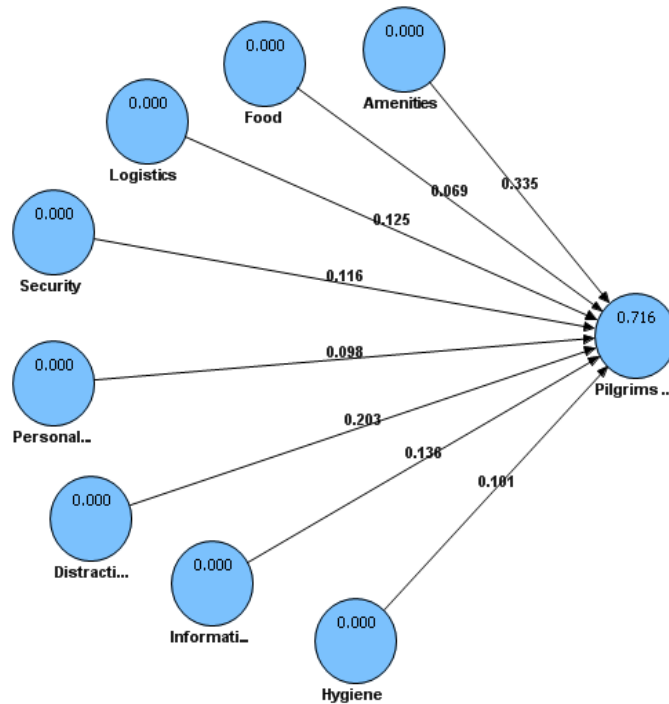 0.000
Amenities
0.000
Food
0.000
Logistics
0.335
0.069
0.125
0.000
Security
0.116
0.716
Pilgrims ...
0.000
Personal...
0.098
0.203
0.136
0.101
0.000
Distracti...
0.000
Informati...
0.000
Hygiene